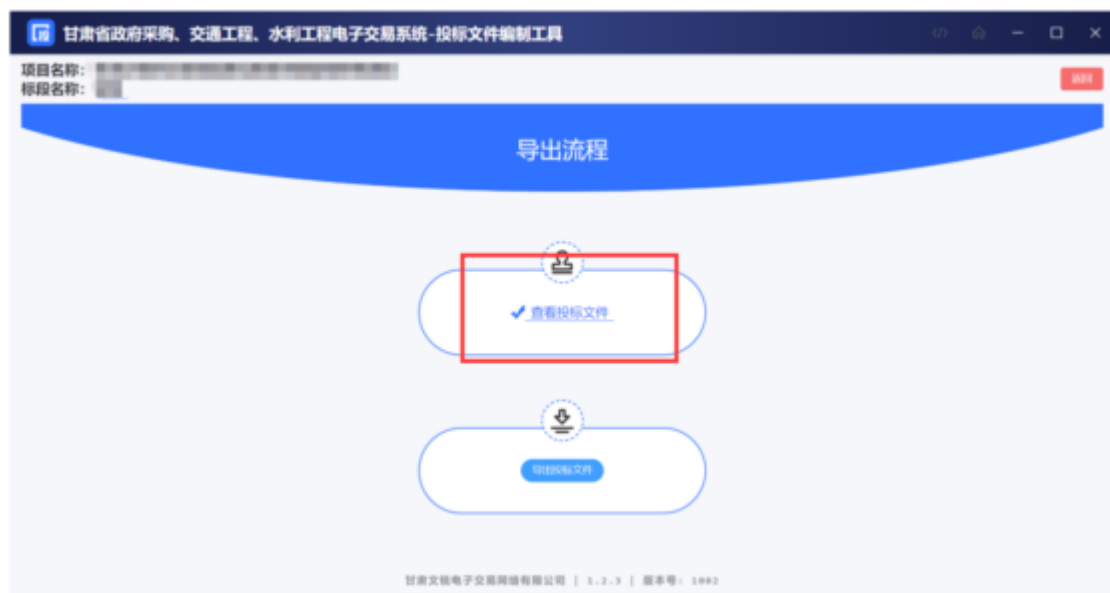 甘肃省政府采购、交通工程、水利工程电子交易系统-投标文件编制工具
项目名称：
标段名称：
返回
导出流程
查看投标文件
导出投标文件
甘肃文锐电子交易网络有限公司 | 1.2.3 | 版本号: 1002